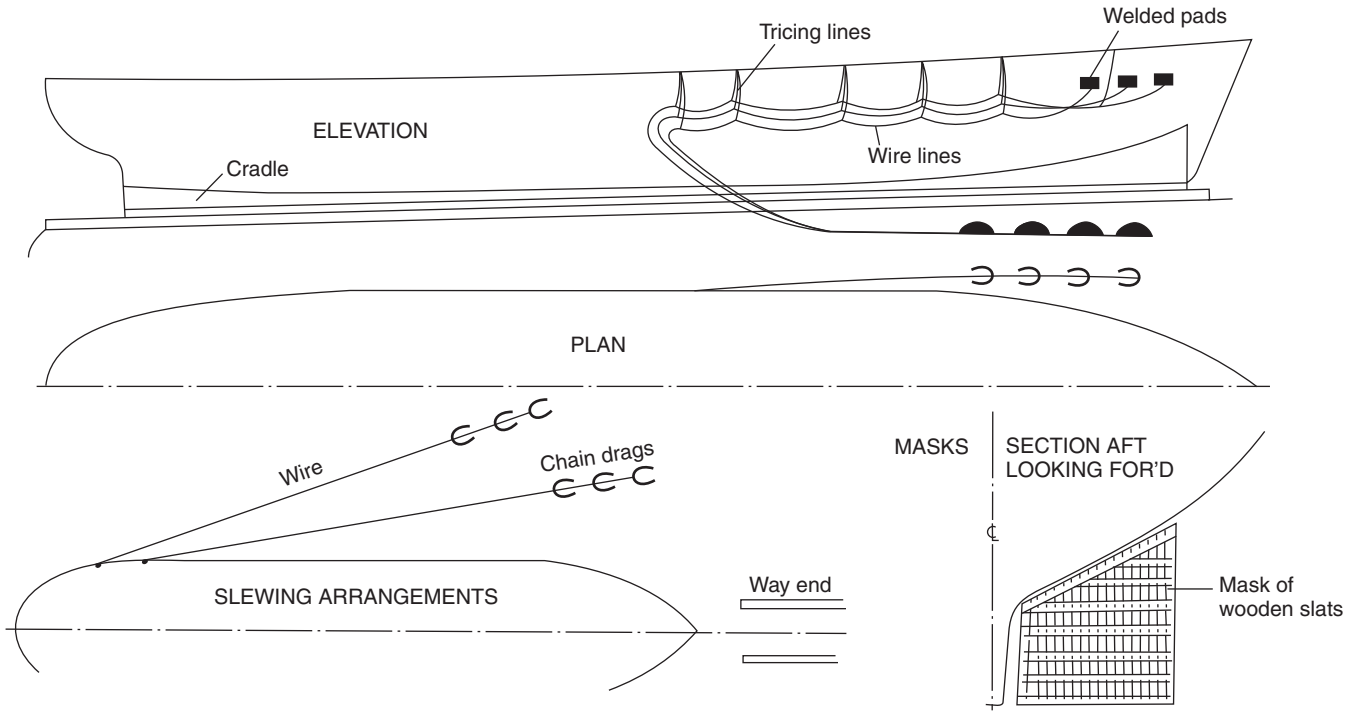 Welded pads
Tricing lines
ELEVATION
Wire lines
Cradle
PLAN
Wire
Chain drags
MASKS
SECTION AFT
LOOKING FOR'D
℄
Way end
SLEWING ARRANGEMENTS
Mask of
wooden slats